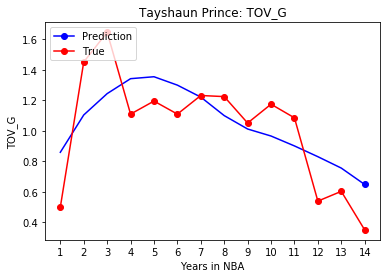 Tayshaun Prince: TOV_G
Prediction
True
TOV_G
1.6
1.4
1.2
1.0
0.8
0.6
0.4
1 2 3 4 5 6 7 8 9 10 11 12 13 14
Years in NBA